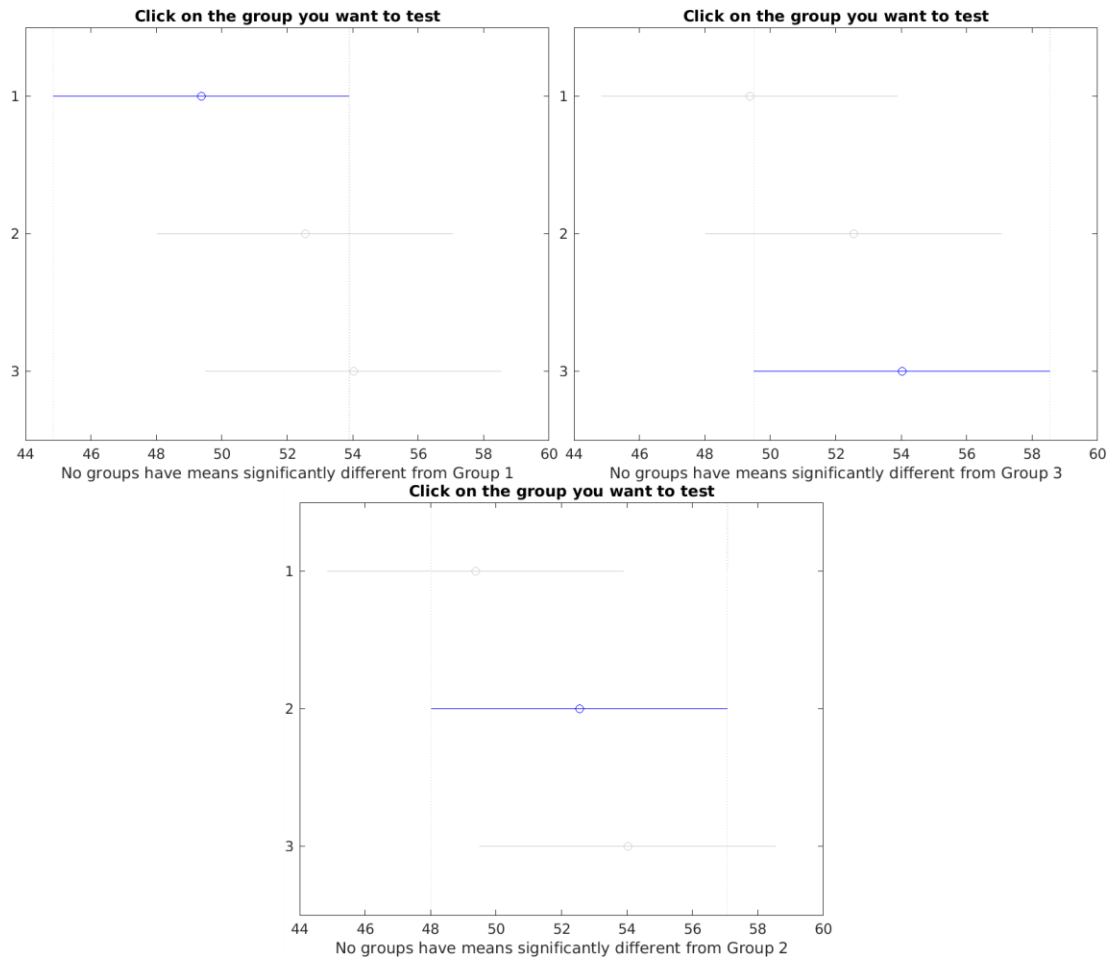 Click on the group you want to test
1
2
3
44 46 48 50 52 54 56 58 60
No groups have means significantly different from Group 1
Click on the group you want to test
1
2
3
44 46 48 50 52 54 56 58 60
No groups have means significantly different from Group 3
Click on the group you want to test
1
2
3
44 46 48 50 52 54 56 58 60
No groups have means significantly different from Group 2